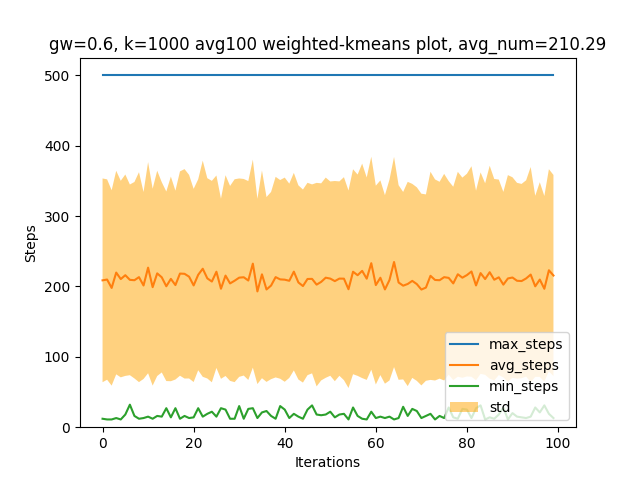 gw=0.6, k=1000 avg100 weighted-kmeans plot, avg_num=210.29
500
400
300
200
100
0
Steps
max_steps
avg_steps
min_steps
std
0
20
40
60
80
100
Iterations